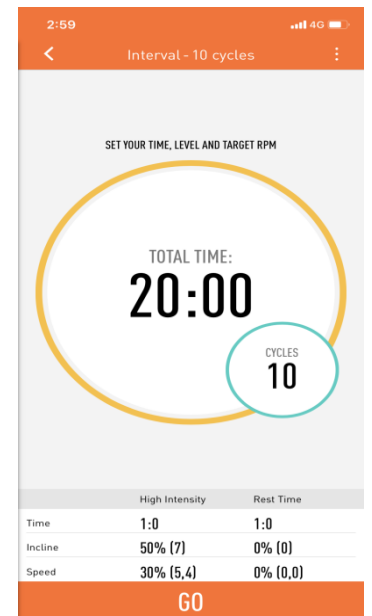 2:59 4G
Interval - 10 cycles
SET YOUR TIME, LEVEL AND TARGET RPM
TOTAL TIME:
20:00
CYCLES
10
High Intensity Rest Time
Time 1:0 1:0
Incline 50% (7) 0% (0)
Speed 30% (5,4) 0% (0,0)
GO